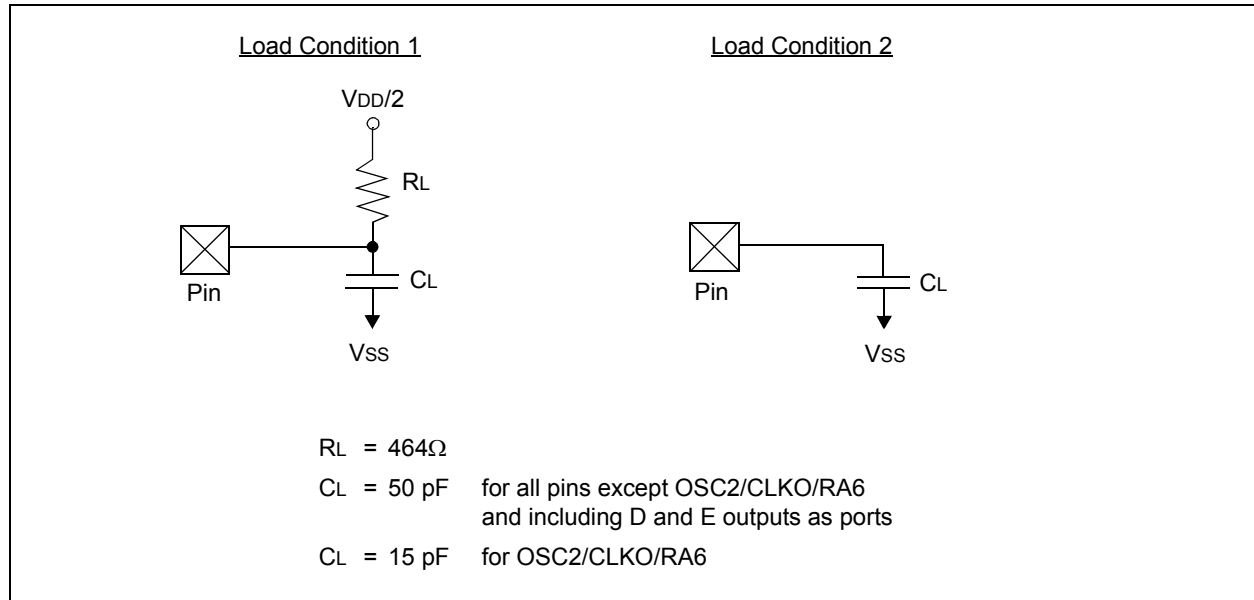 Load Condition 1
Load Condition 2
VDD/2
RL
Pin
CL
VSS
Pin
CL
VSS
RL = 464Ω
CL = 50 pF for all pins except OSC2/CLKO/RA6
and including D and E outputs as ports
CL = 15 pF for OSC2/CLKO/RA6